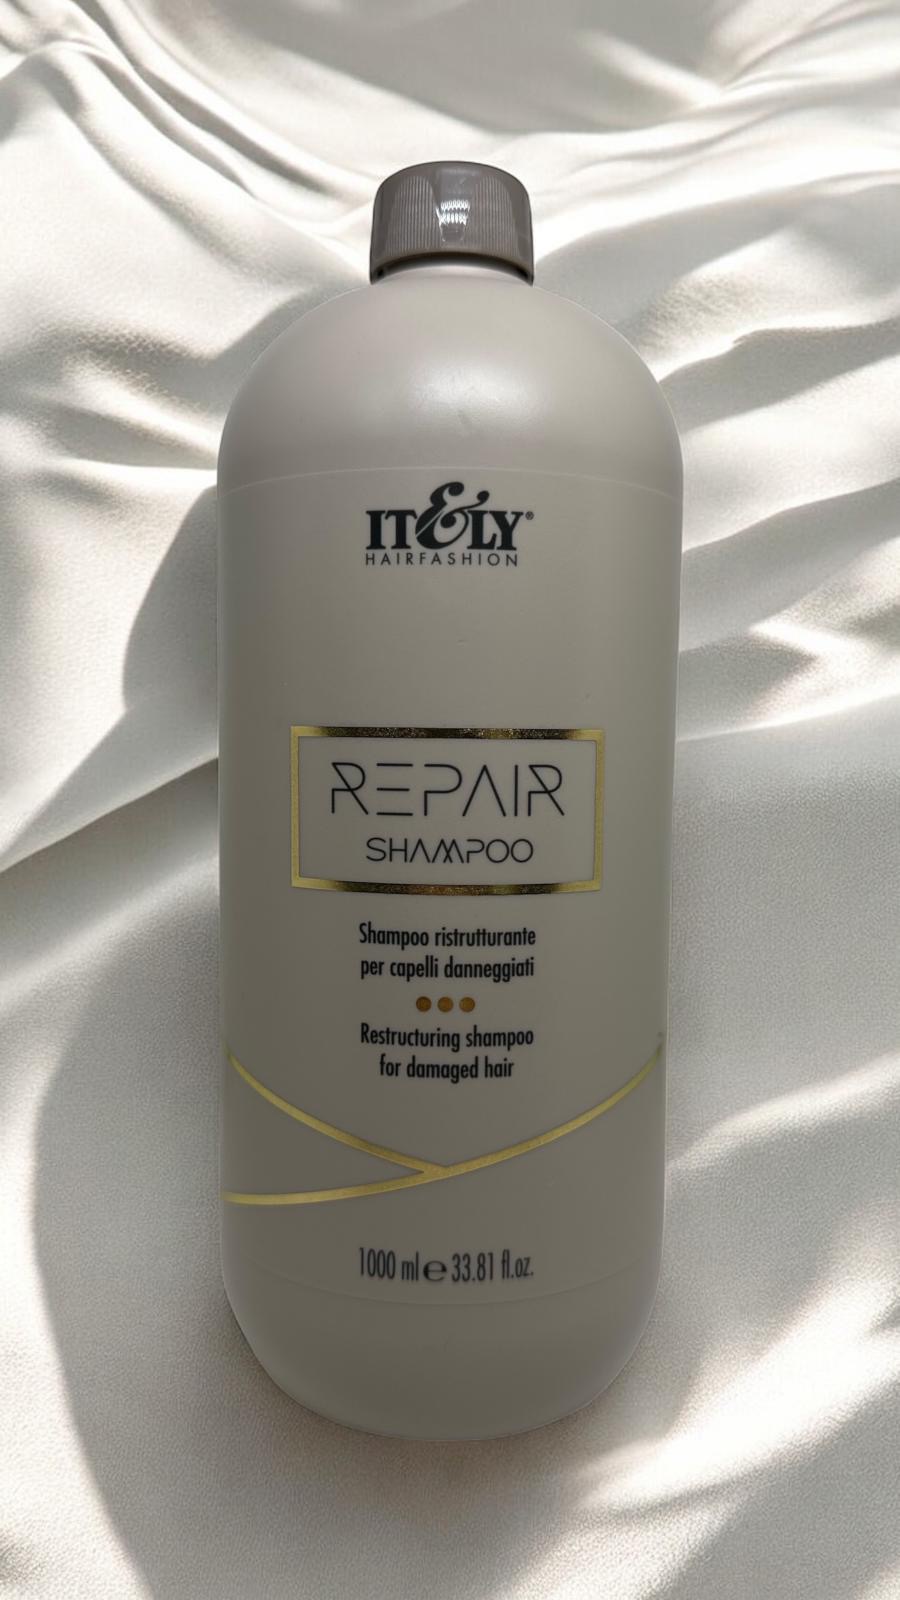 IT&LY®
HAIRFASHION
REPAIR
SHAMPOO
Shampoo ristrutturante
per capelli danneggiati
Restructuring shampoo
for damaged hair
1000 ml ℮ 33.81 fl.oz.